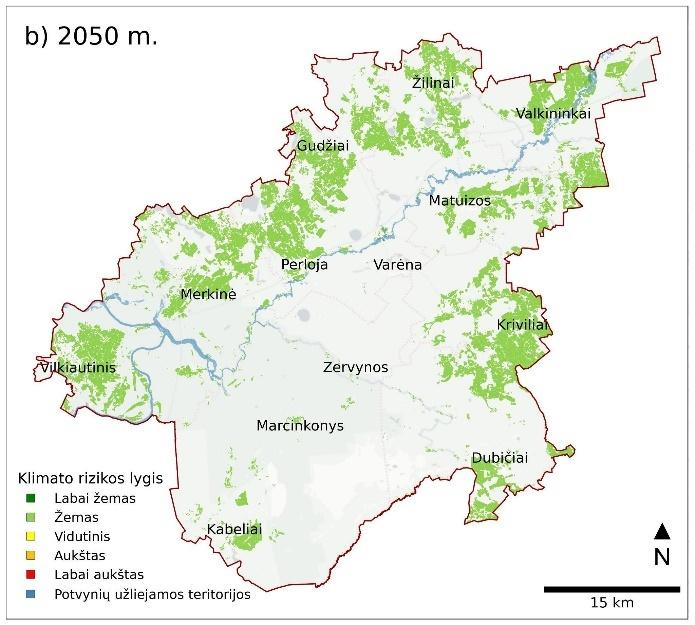 b) 2050 m.
Žilinai
Valkininkai
Gudžiai
Matuizos
Perloja
Varėna
Merkinė
Kriviliai
Vilkiautinis
Zervynos
Marcinkonys
Dubičiai
Kabeliai
Klimato rizikos lygis
Labai žemas
Žemas
Vidutinis
Aukštas
Labai aukštas
Potvynių užliejamos teritorijos
N
15 km